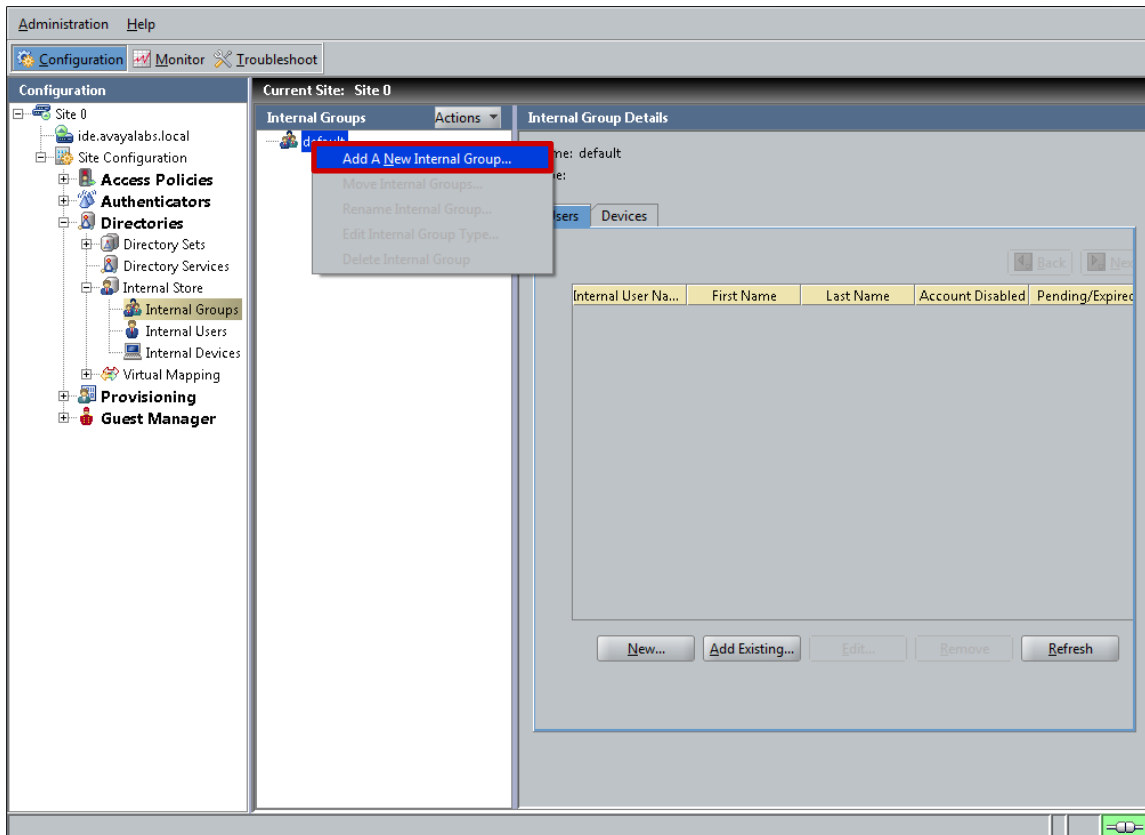 Administration Help
Configuration Monitor Troubleshoot
Configuration
Site 0
ide.avayalabs.local
Site Configuration
Access Policies
Authenticators
Directories
Directory Sets
Directory Services
Internal Store
Internal Groups
Internal Users
Internal Devices
Virtual Mapping
Provisioning
Guest Manager
Current Site: Site 0
Internal Groups Actions
default
Add A New Internal Group...
Move Internal Groups...
Rename Internal Group...
Edit Internal Group Type...
Delete Internal Group
Internal Group Details
me: default
e:
sers Devices
Back Nex
Internal User Na... First Name Last Name Account Disabled Pending/Expired
New... Add Existing... Edit... Remove Refresh